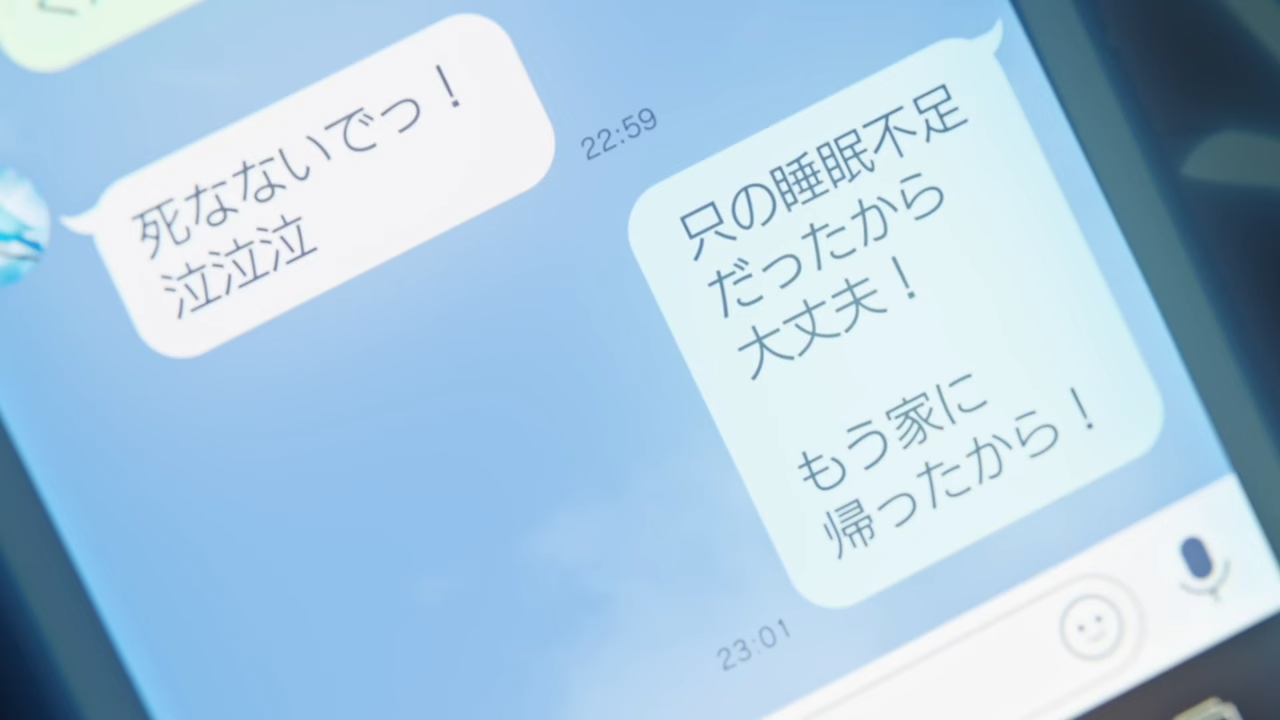 死なないでっ！
泣泣泣
22:59
只の睡眠不足
だったから
大丈夫！
もう家に
帰ったから！
23:01